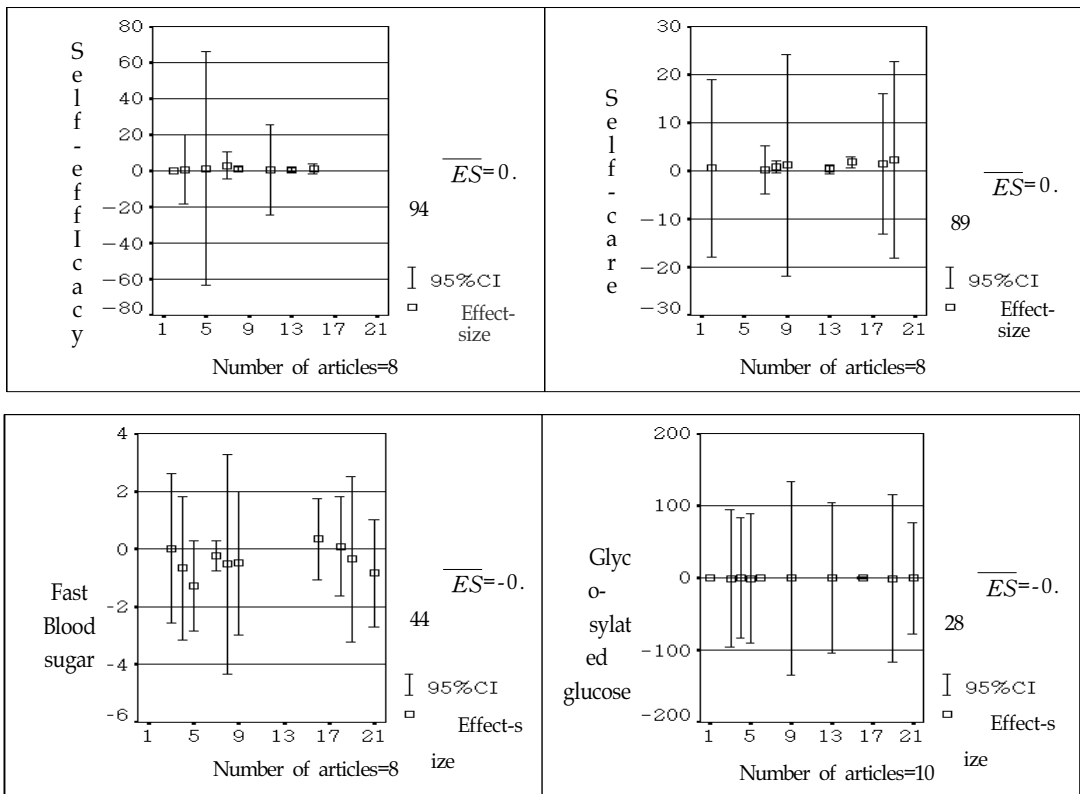 Self-effIcacy
80
60
40
20
0
−20
−40
−60
−80
1 5 9 13 17 21
Number of articles=8
ES=0.
94
95%CI
Effect-
size
Self-care
30
20
10
0
−10
−20
−30
1 5 9 13 17 21
Number of articles=8
ES=0.
89
95%CI
Effect-
size
Fast
Blood
sugar
4
2
0
-2
-4
-6
1 5 9 13 17 21
Number of articles=8
ES=-0.
44
95%CI
Effect-s
ize
Glyc
o-
sylat
ed
glucose
200
100
0
-100
-200
1 5 9 13 17 21
Number of articles=10
ES=-0.
28
95%CI
Effect-s
ize